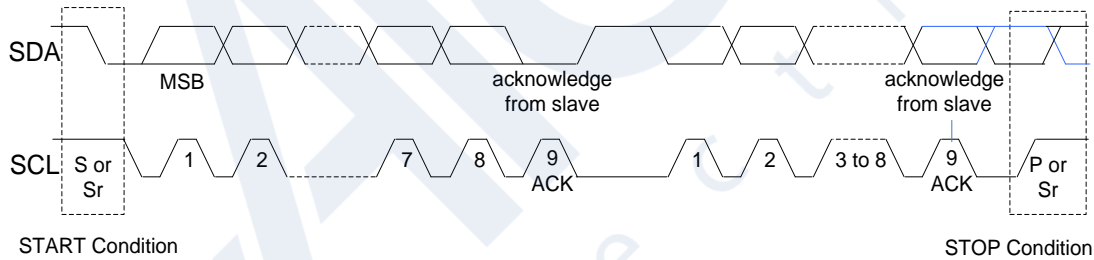 SDA
MSB
acknowledge
from slave
acknowledge
from slave
SCL
S or
Sr
1
2
7
8
9
ACK
1
2
3 to 8
9
ACK
P or
Sr
START Condition
STOP Condition